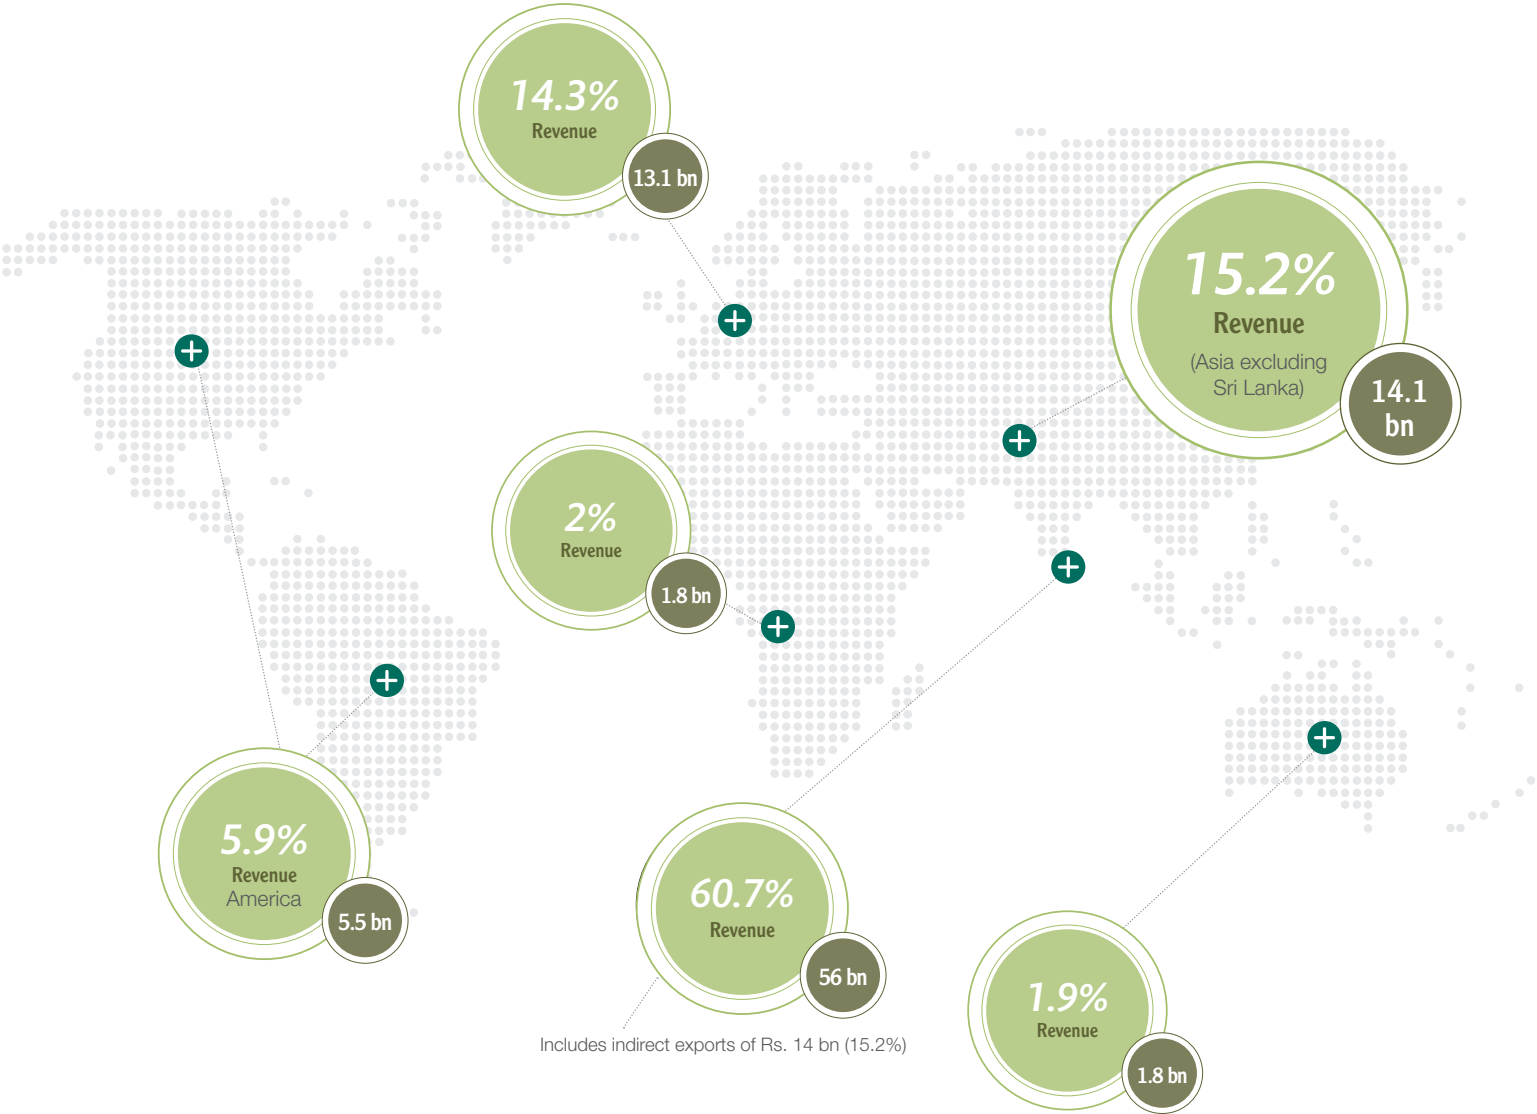 14.3%
Revenue
13.1 bn
15.2%
Revenue
(Asia excluding
Sri Lanka)
14.1
bn
2%
Revenue
1.8 bn
5.9%
Revenue
America
5.5 bn
60.7%
Revenue
56 bn
Includes indirect exports of Rs. 14 bn (15.2%)
1.9%
Revenue
1.8 bn